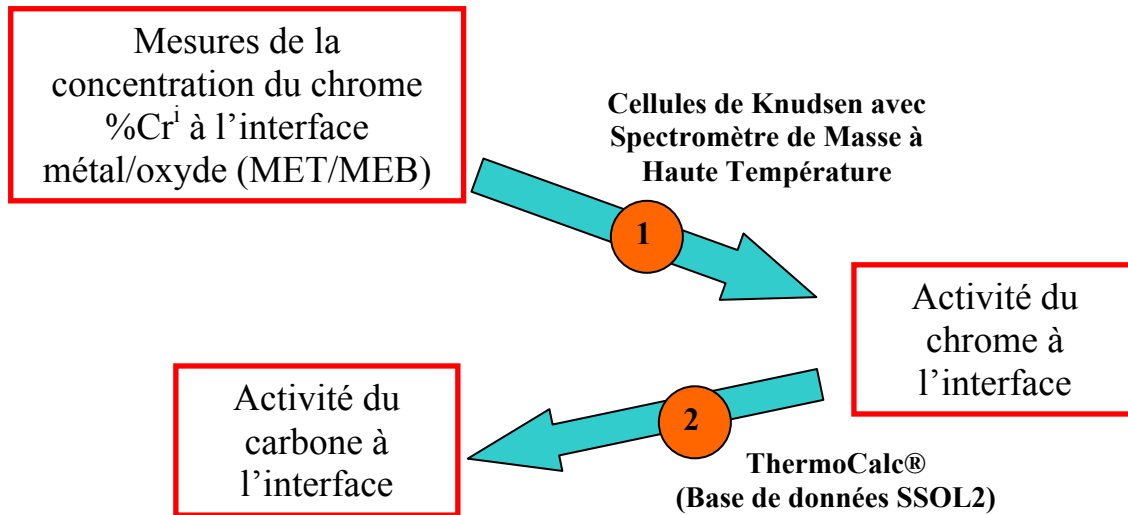 Mesures de la
concentration du chrome
%Crⁱ à l’interface
métal/oxyde (MET/MEB)
Cellules de Knudsen avec
Spectromètre de Masse à
Haute Température
1
Activité du
chrome à
l’interface
Activité du
carbone à
l’interface
2
ThermoCalc®
(Base de données SSOL2)